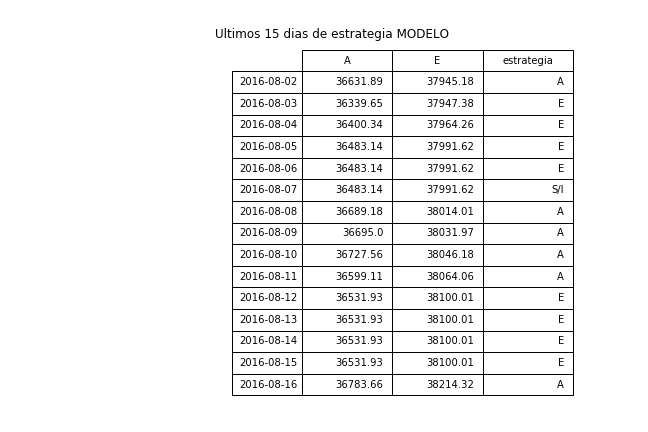 Ultimos 15 dias de estrategia MODELO
A E estrategia
2016-08-02 36631.89 37945.18 A
2016-08-03 36339.65 37947.38 E
2016-08-04 36400.34 37964.26 E
2016-08-05 36483.14 37991.62 E
2016-08-06 36483.14 37991.62 E
2016-08-07 36483.14 37991.62 S/I
2016-08-08 36689.18 38014.01 A
2016-08-09 36695.0 38031.97 A
2016-08-10 36727.56 38046.18 A
2016-08-11 36599.11 38064.06 A
2016-08-12 36531.93 38100.01 E
2016-08-13 36531.93 38100.01 E
2016-08-14 36531.93 38100.01 E
2016-08-15 36531.93 38100.01 E
2016-08-16 36783.66 38214.32 A